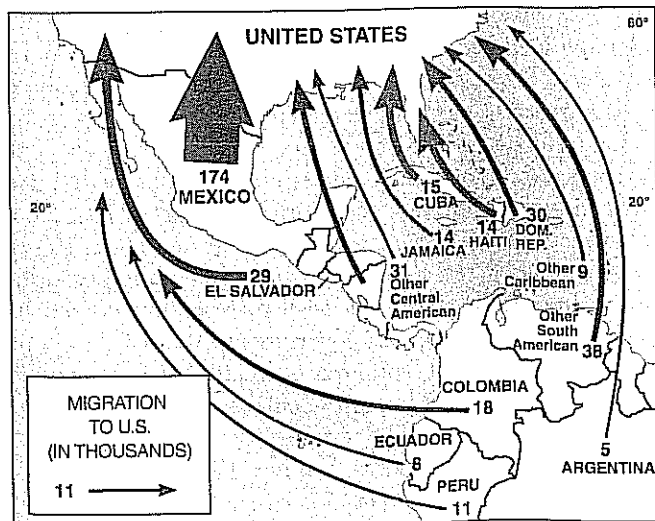 UNITED STATES
60°
174
MEXICO
20°
20°
15
CUBA
14
JAMAICA
14
HAITI
30
DOM.
REP.
29
EL SALVADOR
31
Other
Central
American
Other
Caribbean
9
Other
South
American
38
COLOMBIA
18
MIGRATION
TO U.S.
(IN THOUSANDS)
11
ECUADOR
8
PERU
11
5
ARGENTINA